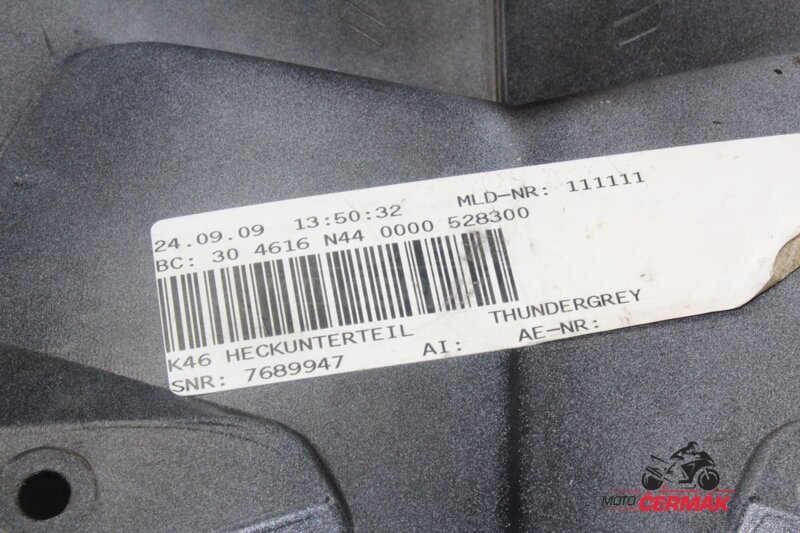 24.09.09 13:50:32 MLD-NR: 111111
BC: 30 4616 N44 0000 528300
K46 HECKUNTERTEIL THUNDERGREY
SNR: 7689947 AI: AE-NR:
MOTO ČERMÁK